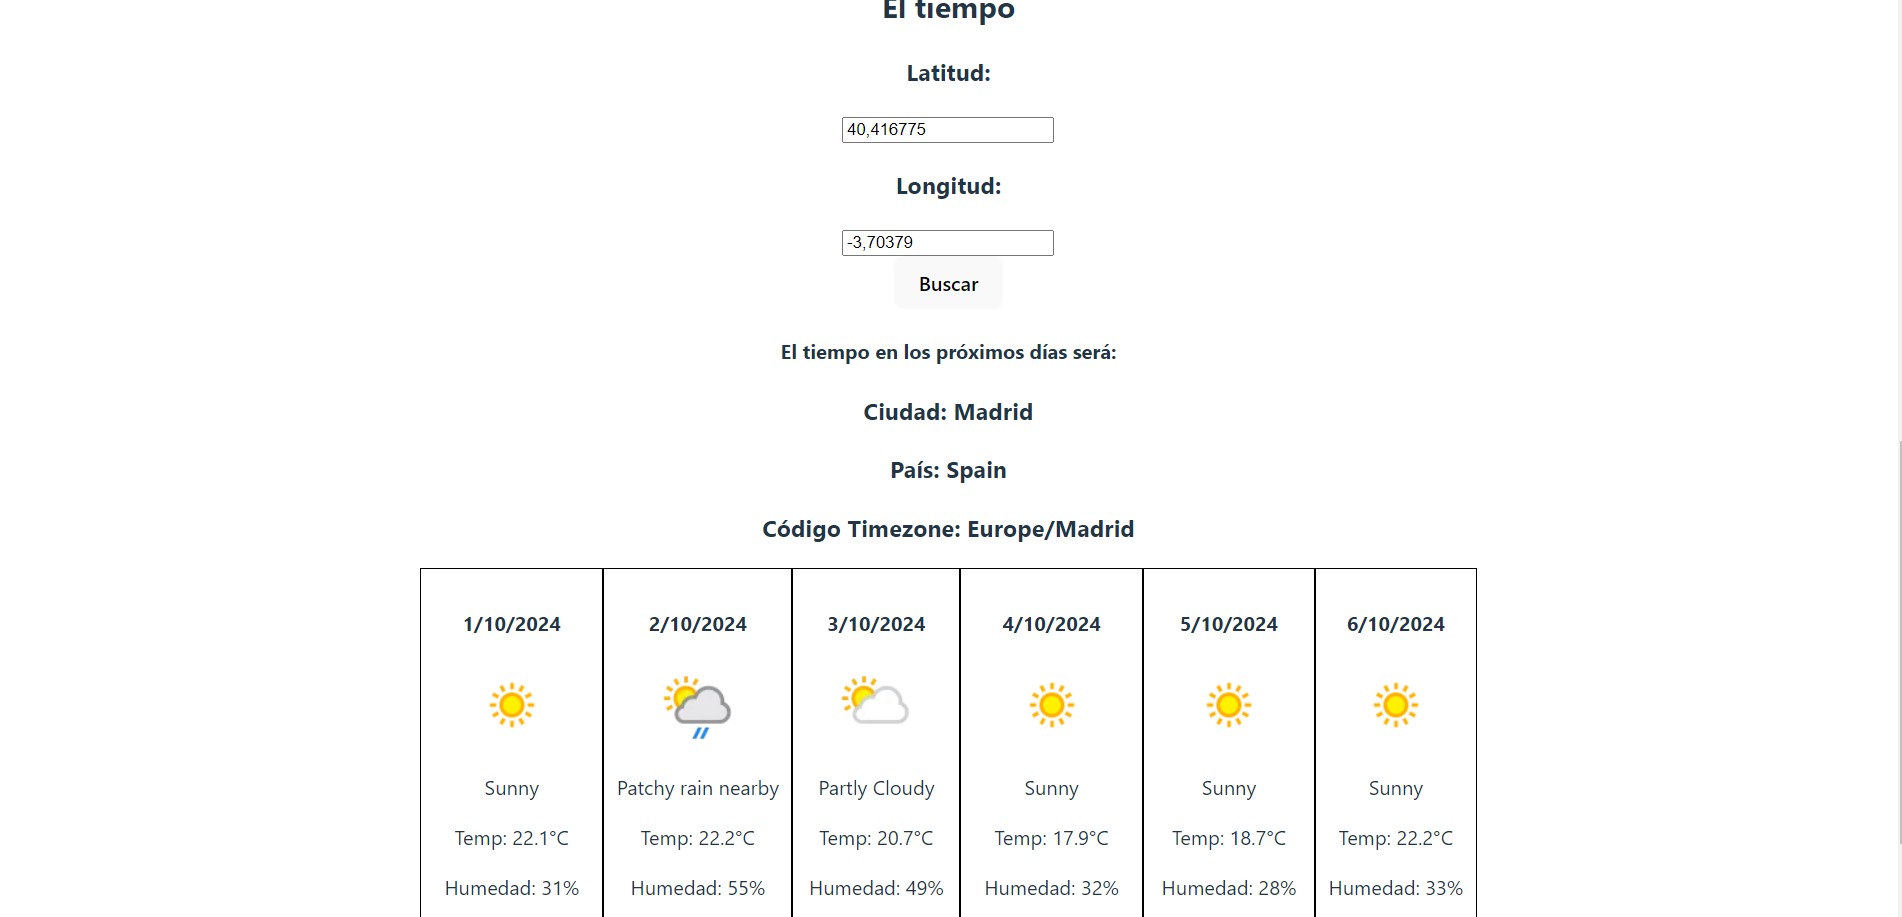 El tiempo
Latitud:
40,416775
Longitud:
-3,70379
Buscar
El tiempo en los próximos días será:
Ciudad: Madrid
País: Spain
Código Timezone: Europe/Madrid
1/10/2024 2/10/2024 3/10/2024 4/10/2024 5/10/2024 6/10/2024
Sunny Patchy rain nearby Partly Cloudy Sunny Sunny Sunny
Temp: 22.1°C Temp: 22.2°C Temp: 20.7°C Temp: 17.9°C Temp: 18.7°C Temp: 22.2°C
Humedad: 31% Humedad: 55% Humedad: 49% Humedad: 32% Humedad: 28% Humedad: 33%